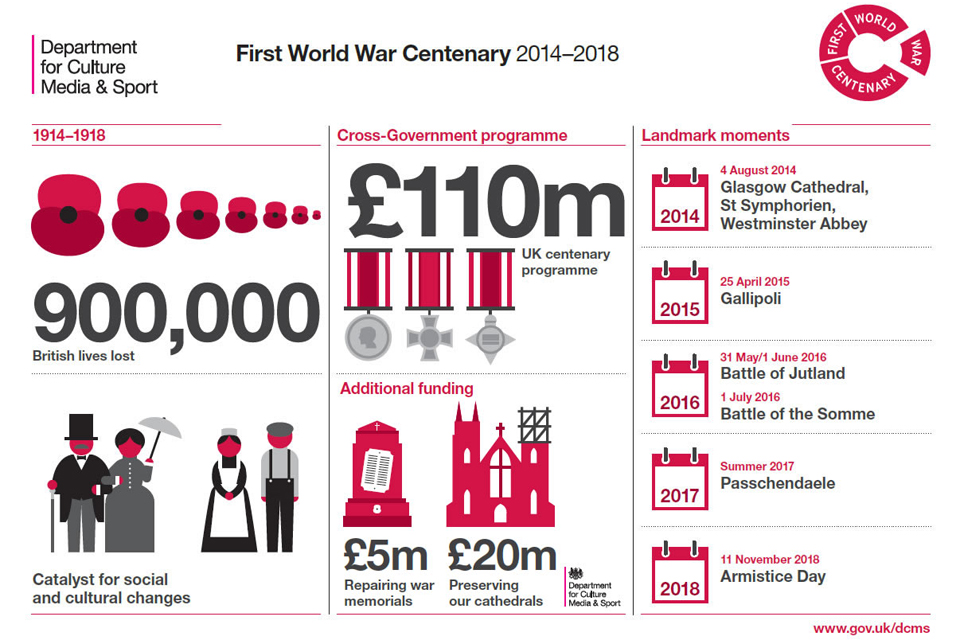 Department
for Culture
Media & Sport
First World War Centenary 2014–2018
FIRST WORLD WAR CENTENARY
1914–1918
900,000
British lives lost
Catalyst for social
and cultural changes
Cross-Government programme
£110m
UK centenary
programme
Additional funding
£5m
Repairing war
memorials
£20m
Preserving
our cathedrals
Department
for Culture
Media & Sport
Landmark moments
2014
4 August 2014
Glasgow Cathedral,
St Symphorien,
Westminster Abbey
2015
25 April 2015
Gallipoli
2016
31 May/1 June 2016
Battle of Jutland
1 July 2016
Battle of the Somme
2017
Summer 2017
Passchendaele
2018
11 November 2018
Armistice Day
www.gov.uk/dcms